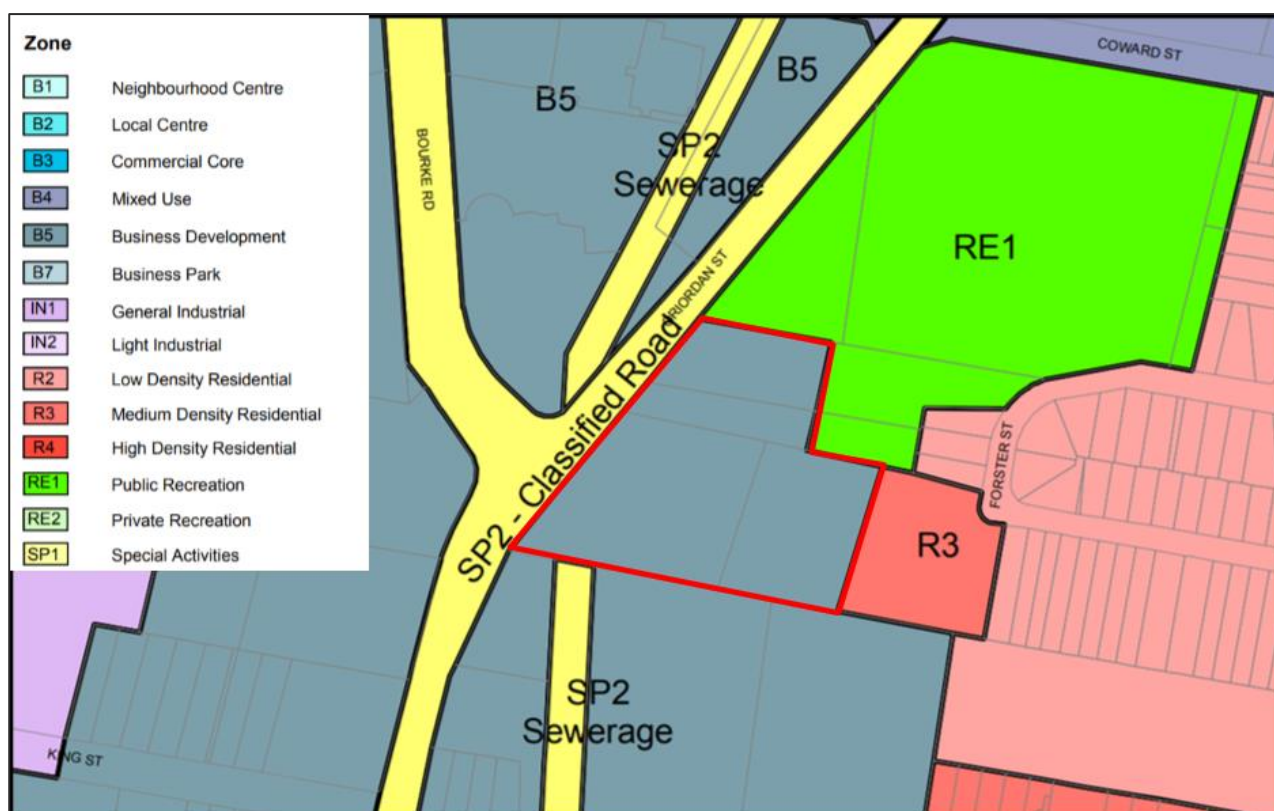 Zone
B1 Neighbourhood Centre
B2 Local Centre
B3 Commercial Core
B4 Mixed Use
B5 Business Development
B7 Business Park
IN1 General Industrial
IN2 Light Industrial
R2 Low Density Residential
R3 Medium Density Residential
R4 High Density Residential
RE1 Public Recreation
RE2 Private Recreation
SP1 Special Activities
COWARD ST
B5
B5
BOURKE RD
SP2
Sewerage
RE1
RIORDAN ST
SP2 - Classified Road
FORSTER ST
R3
SP2
Sewerage
KING ST